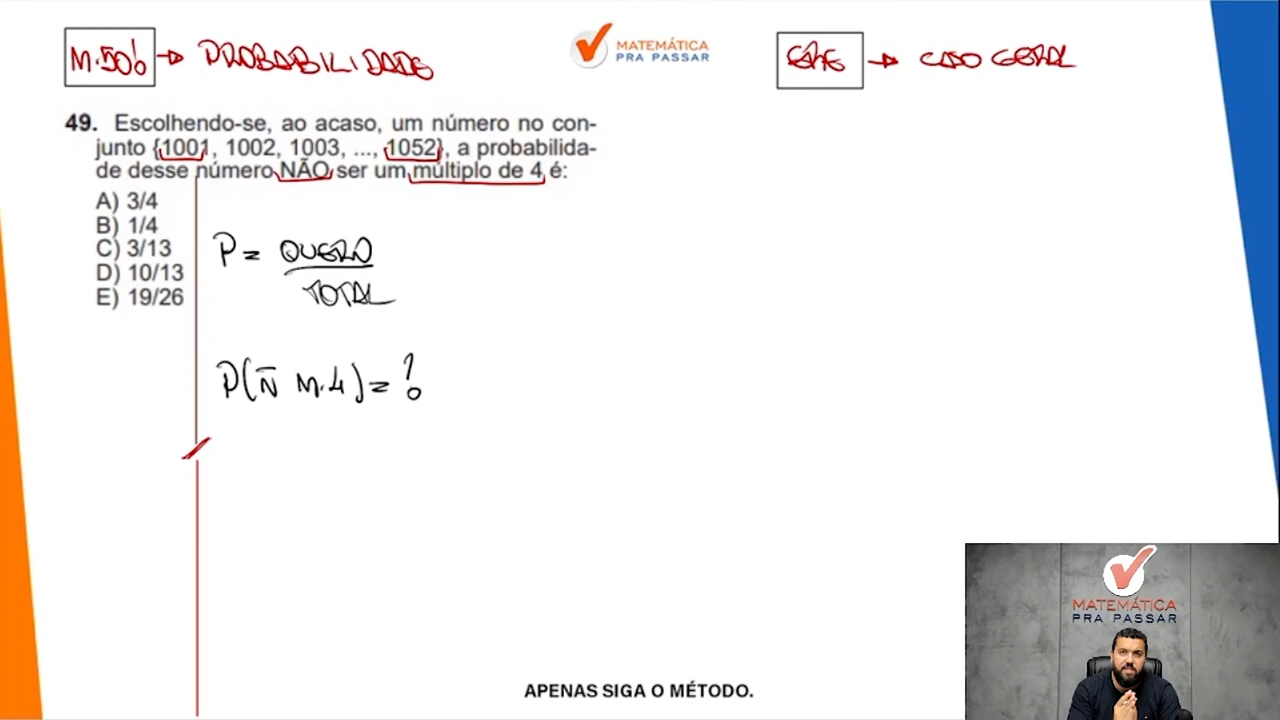 M.50b → PROBABILIDADE
MATEMÁTICA
PRA PASSAR
→ CASO GERAL
49. Escolhendo-se, ao acaso, um número no con-
junto {1001, 1002, 1003, ..., 1052}, a probabilida-
de desse número NÃO ser um múltiplo de 4 é:
A) 3/4
B) 1/4
C) 3/13
D) 10/13
E) 19/26
P = QUERO
TOTAL
P(Ñ M.4) = ?
MATEMÁTICA
PRA PASSAR
APENAS SIGA O MÉTODO.